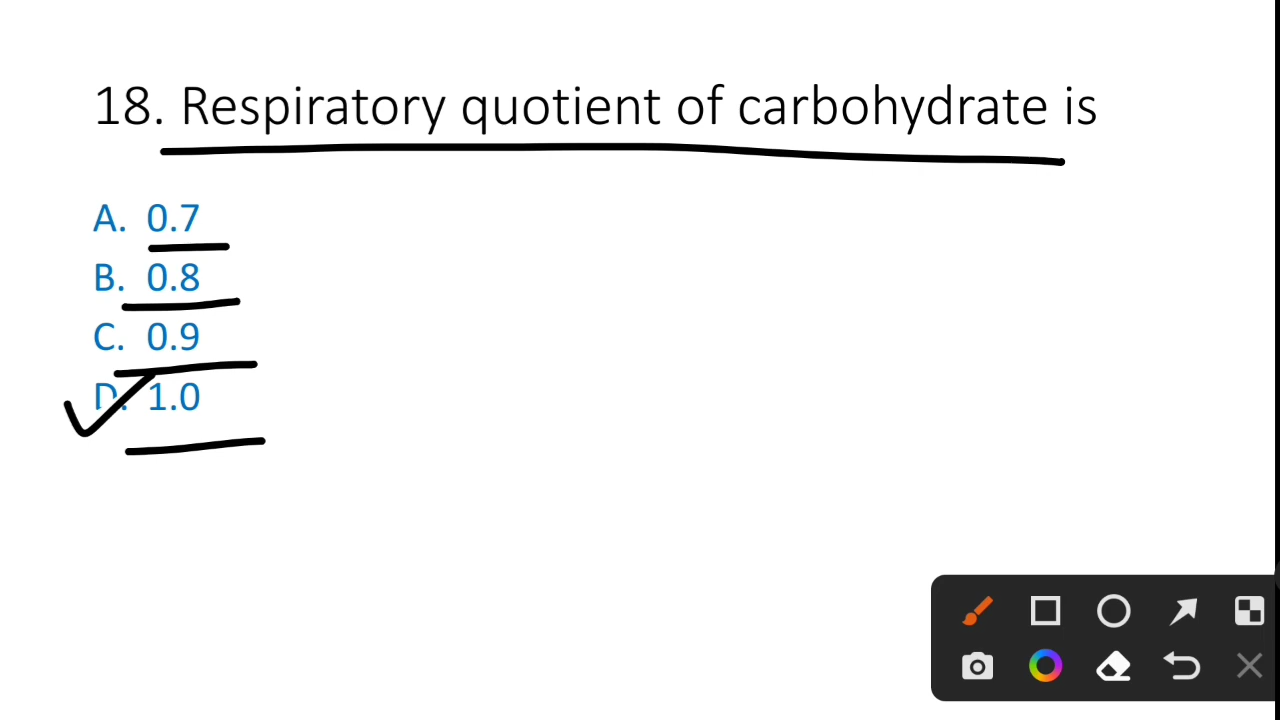 18. Respiratory quotient of carbohydrate is
A. 0.7
B. 0.8
C. 0.9
D. 1.0